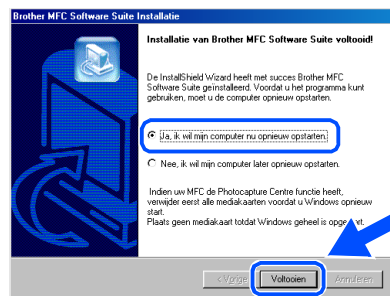 Brother MFC Software Suite Installatie
Installatie van Brother MFC Software Suite voltooid!
De InstallShield Wizard heeft met succes Brother MFC
Software Suite geïnstalleerd. Voordat u het programma kunt
gebruiken, moet u de computer opnieuw opstarten.
Ja, ik wil mijn computer nu opnieuw opstarten.
Nee, ik wil mijn computer later opnieuw opstarten.
Indien uw MFC de Photocapture Centre functie heeft,
verwijder eerst alle mediakaarten voordat u Windows opnieuw
start.
Plaats geen mediakaart totdat Windows geheel is
< Vorige
Voltooien
Annuleren